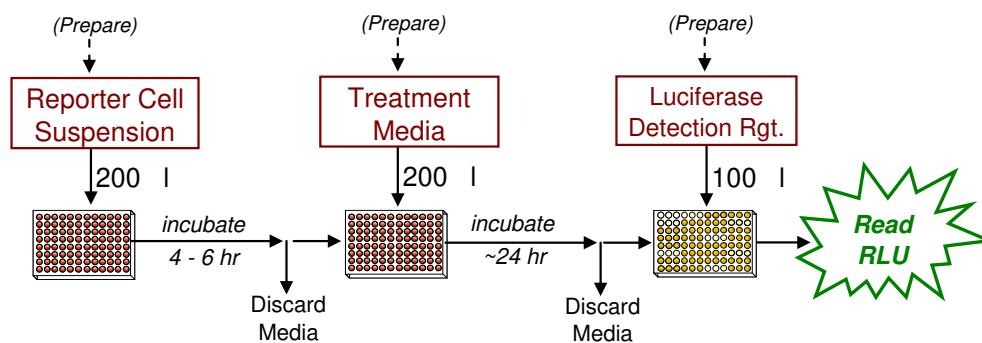 (Prepare)
(Prepare)
(Prepare)
Reporter Cell
Suspension
Treatment
Media
Luciferase
Detection Rgt.
200 l
200 l
100 l
incubate
4 - 6 hr
incubate
~24 hr
Read
RLU
Discard
Media
Discard
Media